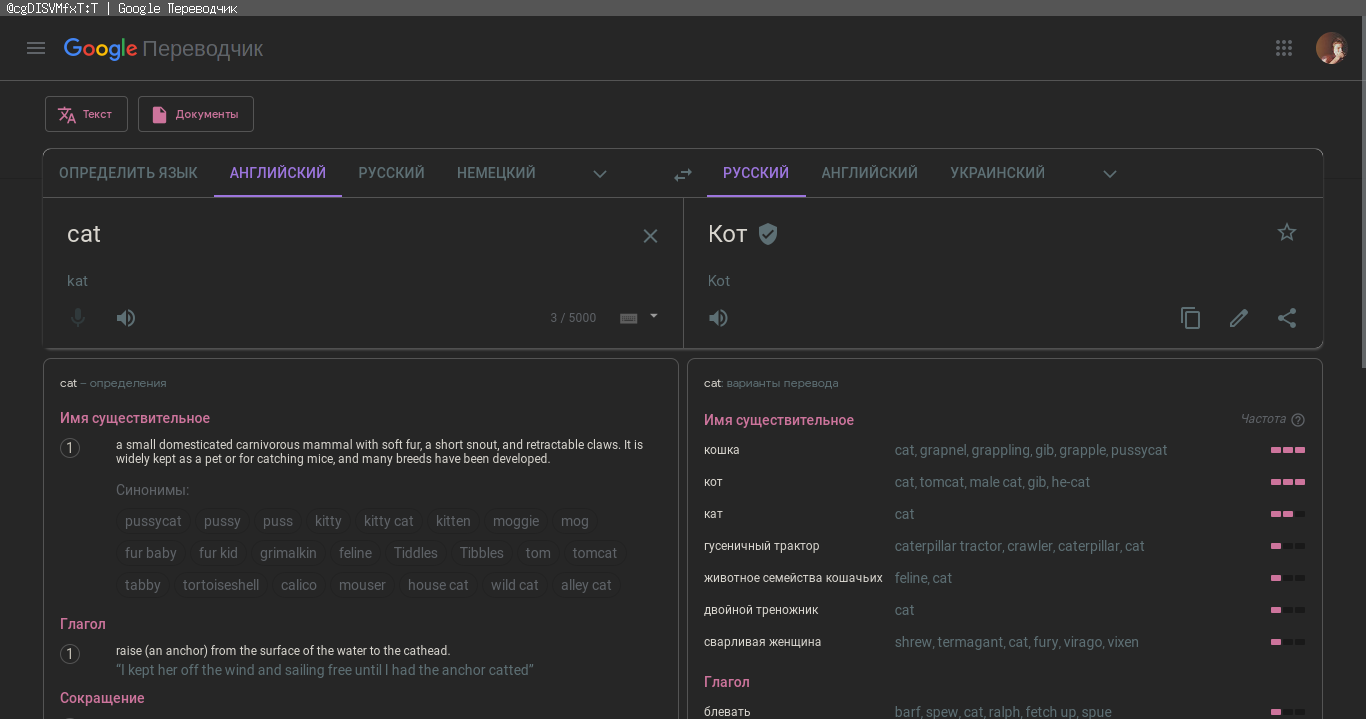 @cgDISVMfxT:T | Google Переводчик
Google Переводчик
Текст Документы
ОПРЕДЕЛИТЬ ЯЗЫК АНГЛИЙСКИЙ РУССКИЙ НЕМЕЦКИЙ РУССКИЙ АНГЛИЙСКИЙ УКРАИНСКИЙ
cat
kat
3 / 5000
Кот
Kot
cat – определения
Имя существительное
1 a small domesticated carnivorous mammal with soft fur, a short snout, and retractable claws. It is
widely kept as a pet or for catching mice, and many breeds have been developed.
Синонимы:
pussycat pussy puss kitty kitty cat kitten moggie mog
fur baby fur kid grimalkin feline Tiddles Tibbles tom tomcat
tabby tortoiseshell calico mouser house cat wild cat alley cat
Глагол
1 raise (an anchor) from the surface of the water to the cathead.
“I kept her off the wind and sailing free until I had the anchor catted”
Сокращение
cat: варианты перевода
Имя существительное Частота
кошка cat, grapnel, grappling, gib, grapple, pussycat
кот cat, tomcat, male cat, gib, he-cat
кат cat
гусеничный трактор caterpillar tractor, crawler, caterpillar, cat
животное семейства кошачьих feline, cat
двойной треножник cat
сварливая женщина shrew, termagant, cat, fury, virago, vixen
Глагол
блевать barf, spew, cat, ralph, fetch up, spue